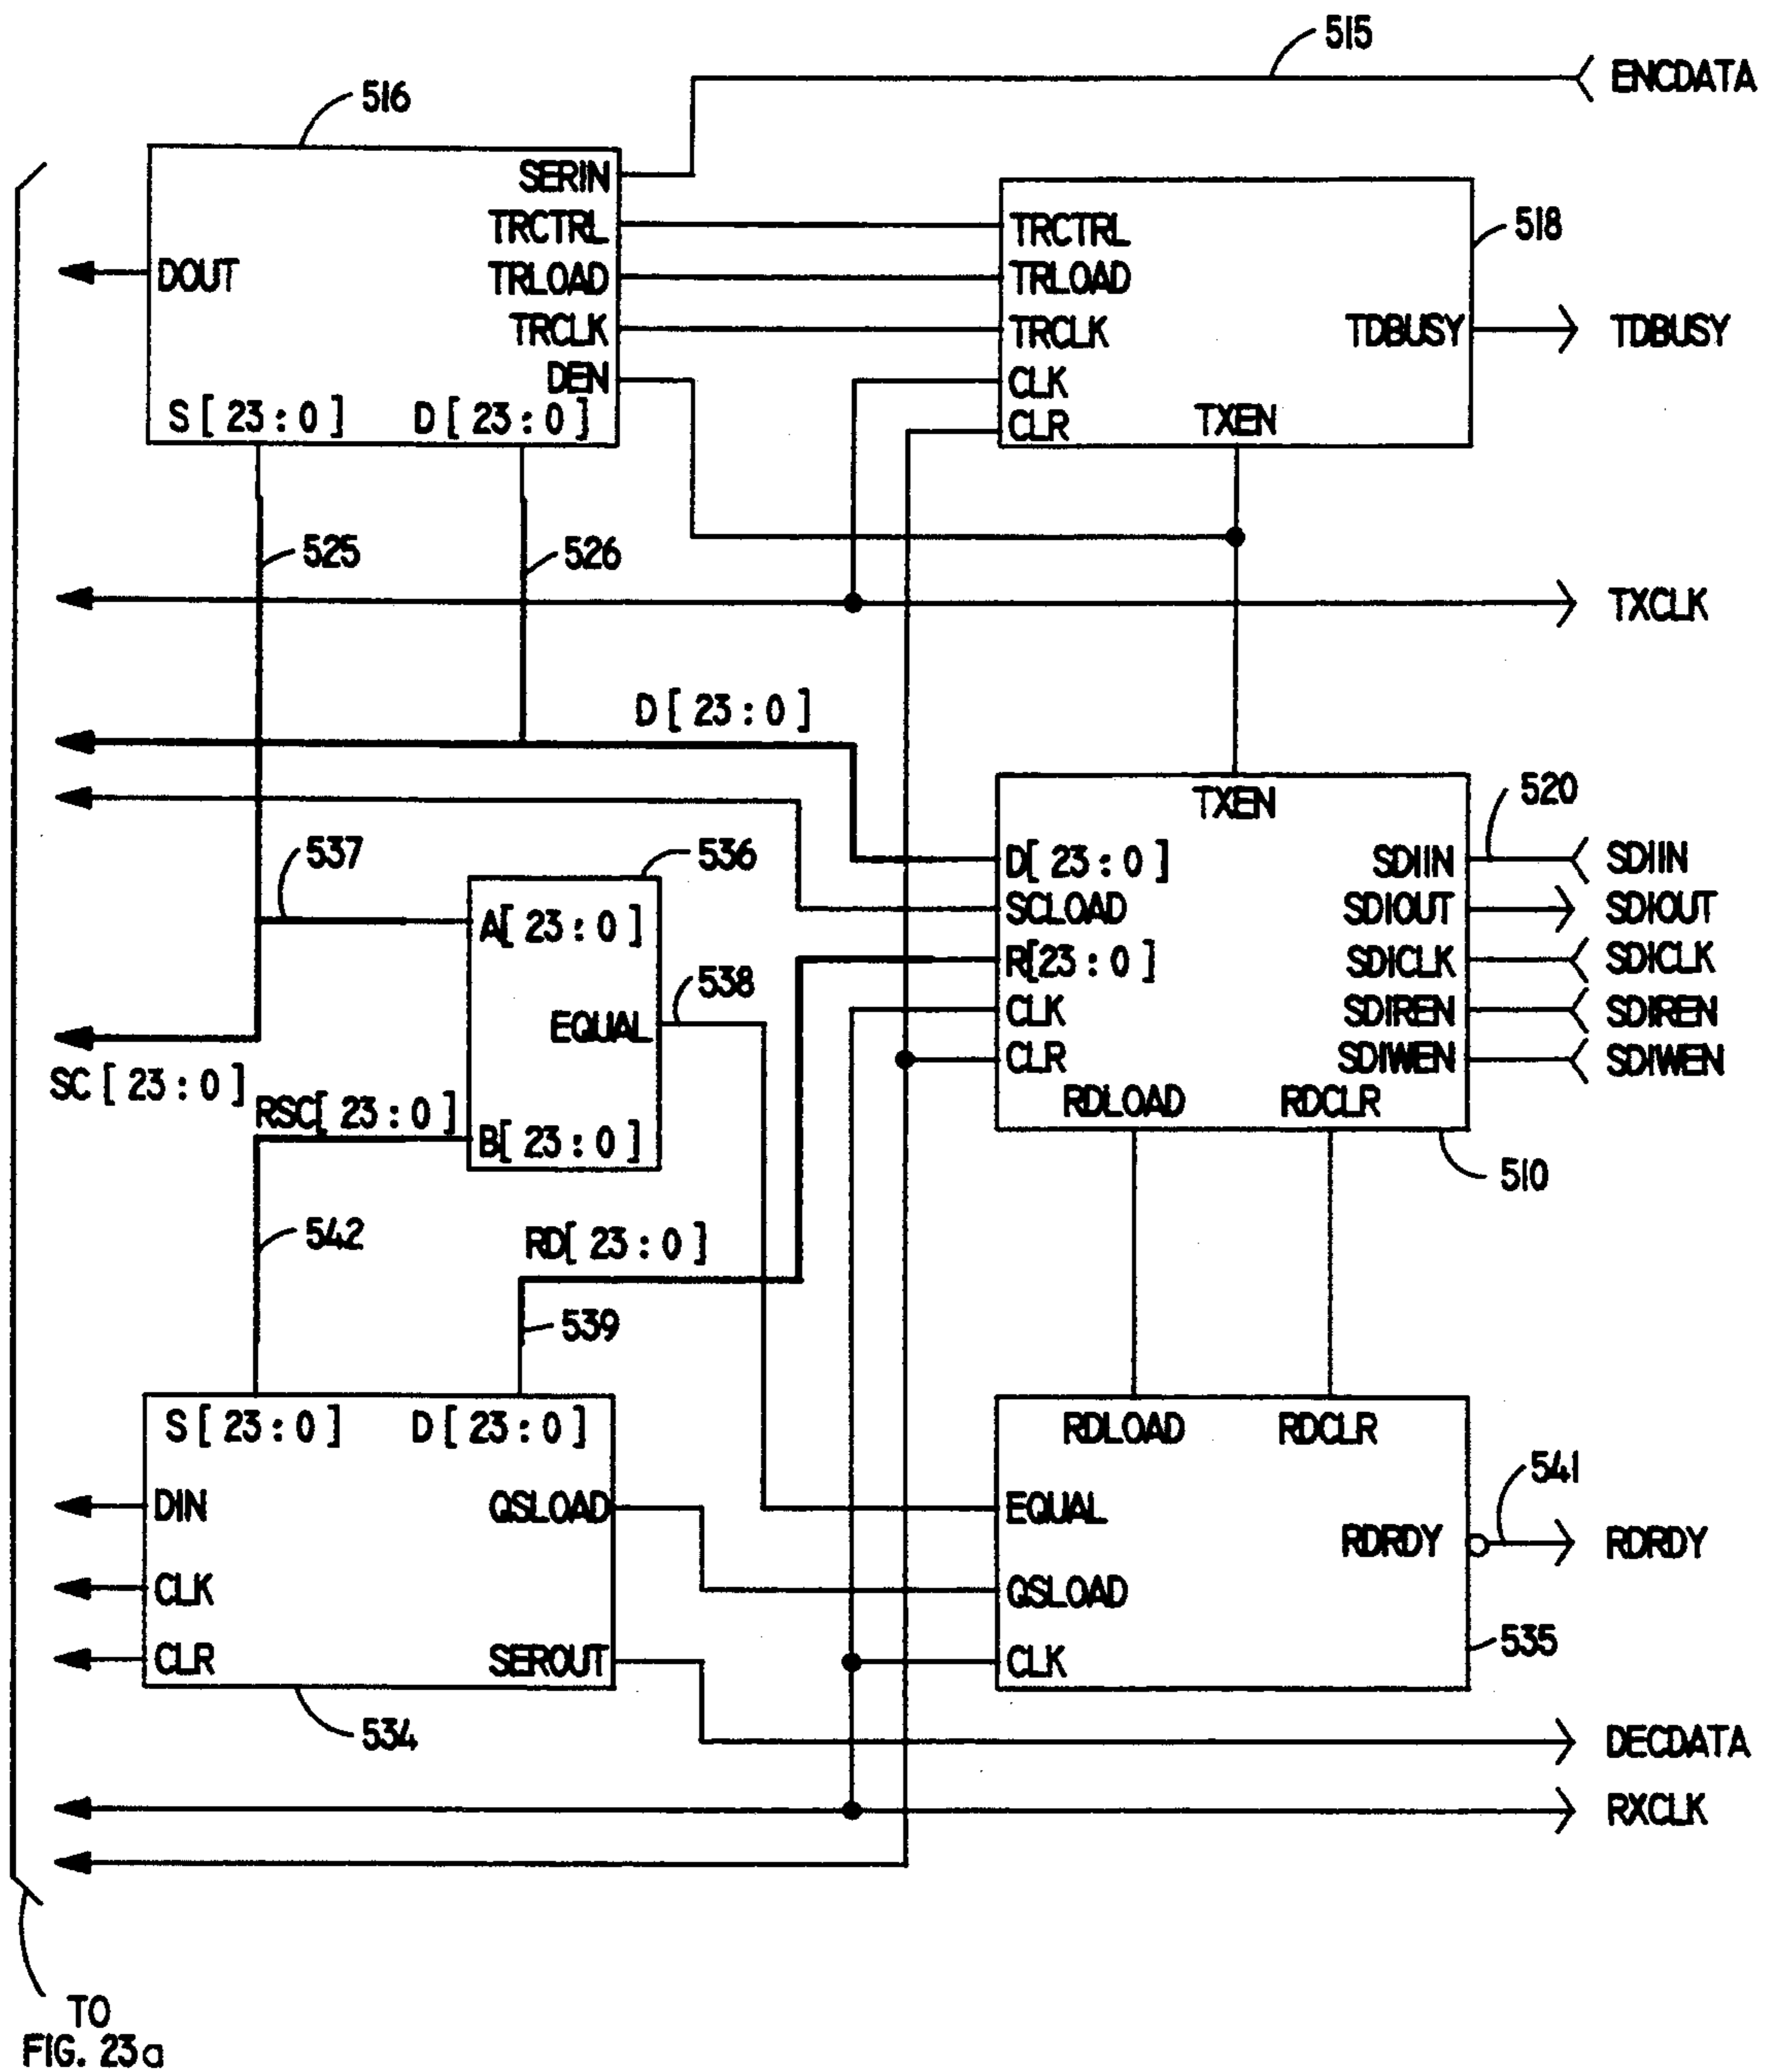 515
ENCDATA
516
SERIN
TRCTRL
TRLOAD
TRCLK
DEN
DOUT
S[23:0]
D[23:0]
518
TRCTRL
TRLOAD
TRCLK
CLK
CLR
TXEN
TDBUSY
TDBUSY
525
526
TXCLK
D[23:0]
537
536
A[23:0]
EQUAL
B[23:0]
538
SC[23:0]
RSC[23:0]
TXEN
D[23:0]
SCLOAD
R[23:0]
CLK
CLR
RDLOAD
RDCLR
SDIIN
SDIOUT
SDICLK
SDIREN
SDIWEN
520
SDIIN
SDIOUT
SDICLK
SDIREN
SDIWEN
510
542
RD[23:0]
539
S[23:0]
D[23:0]
DIN
CLK
CLR
QSLOAD
SEROUT
534
RDLOAD
RDCLR
EQUAL
QSLOAD
CLK
RDRDY
541
RDRDY
535
DECDATA
RXCLK
TO
FIG. 23a